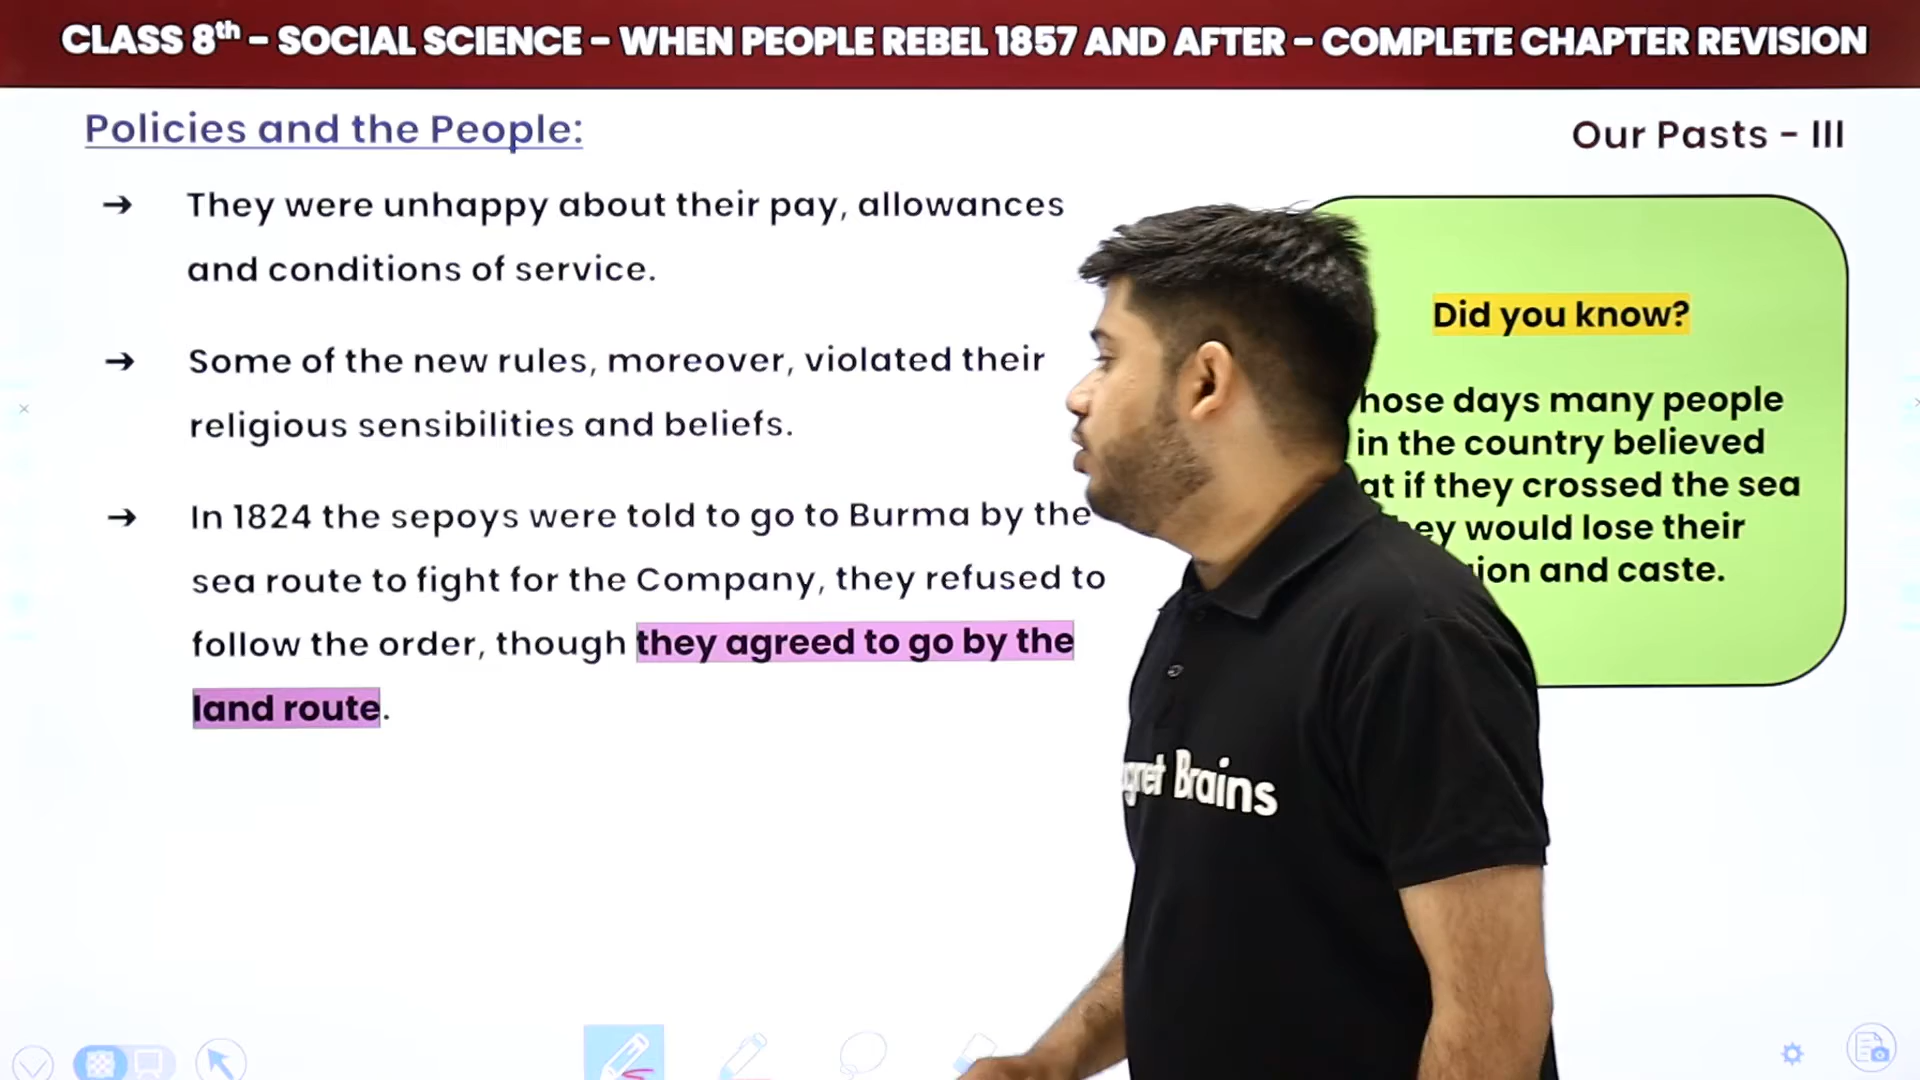 CLASS 8th – SOCIAL SCIENCE – WHEN PEOPLE REBEL 1857 AND AFTER – COMPLETE CHAPTER REVISION
Policies and the People:
Our Pasts – III
➔ They were unhappy about their pay, allowances
and conditions of service.
➔ Some of the new rules, moreover, violated their
religious sensibilities and beliefs.
➔ In 1824 the sepoys were told to go to Burma by the
sea route to fight for the Company, they refused to
follow the order, though they agreed to go by the
land route.
Did you know?
days many people
in the country believed
if they crossed the sea
would lose their
and caste.
Brains